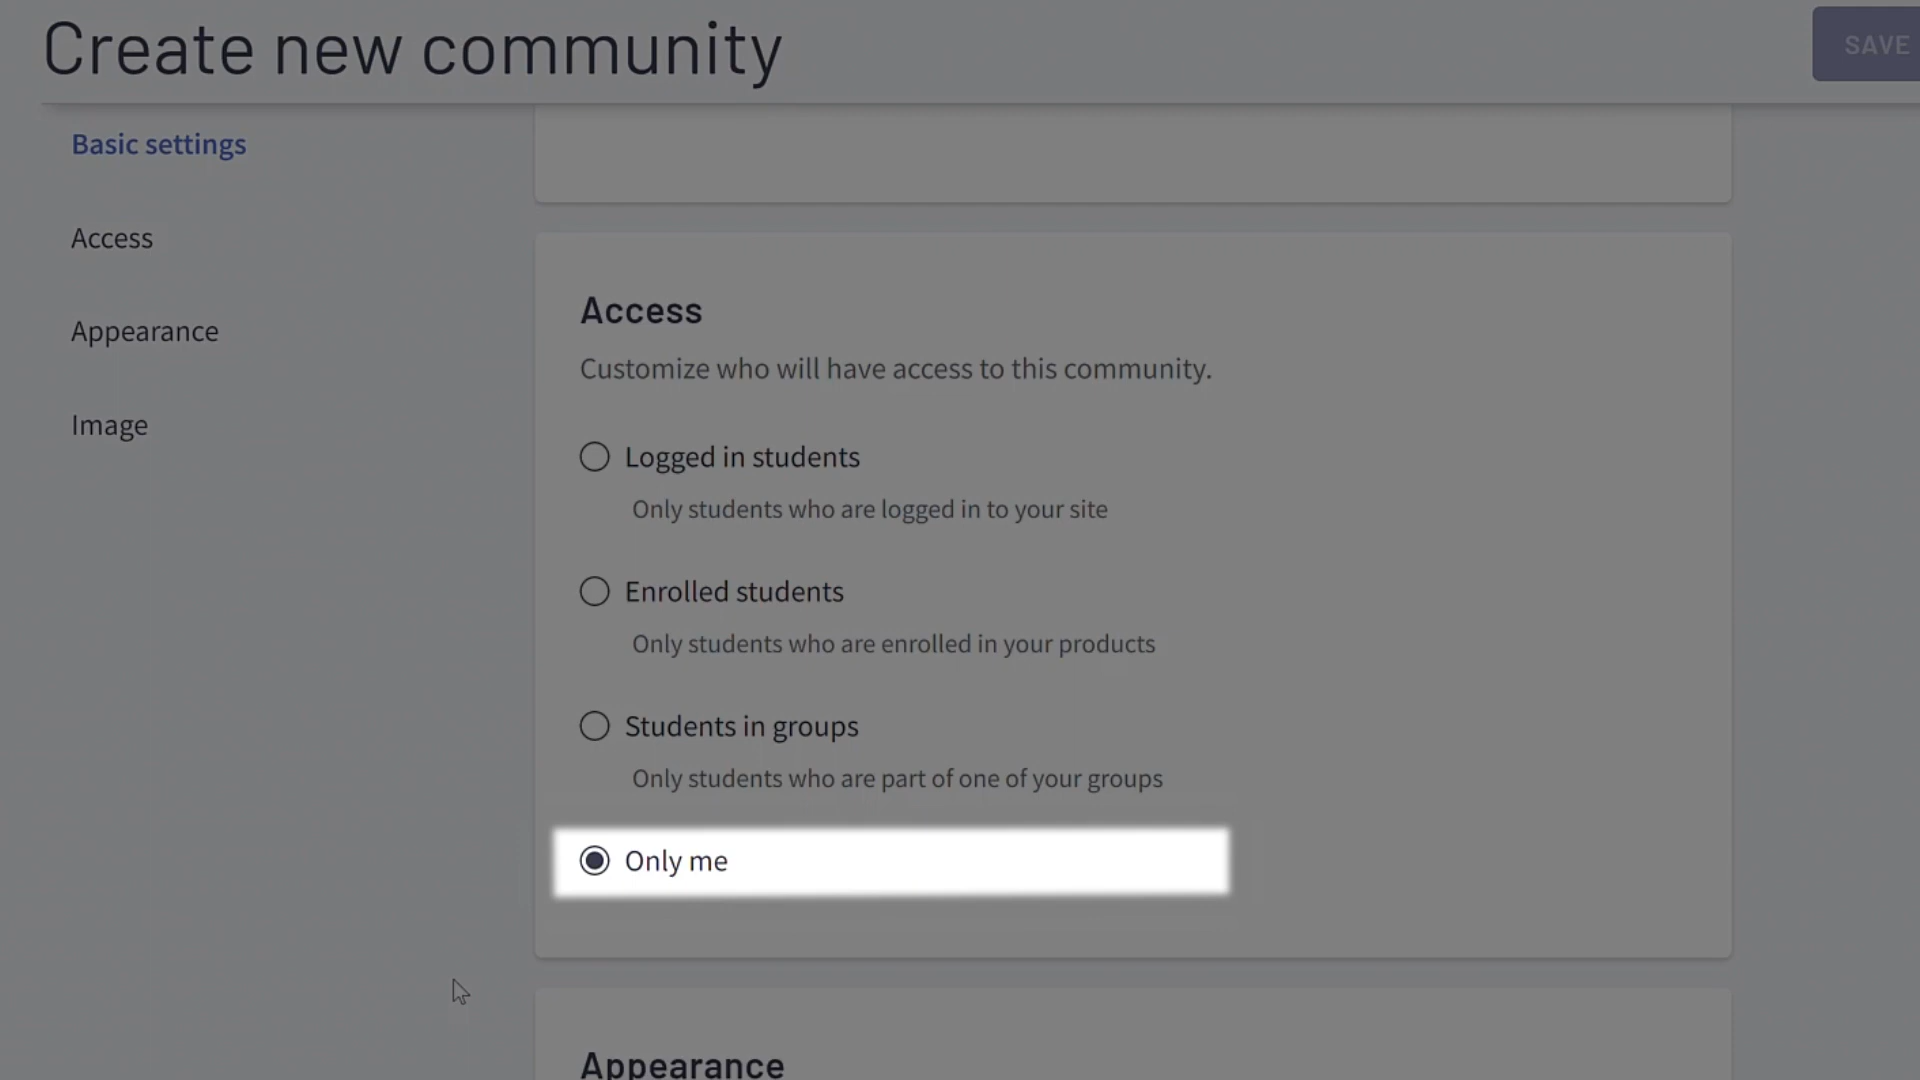 Create new community
SAVE
Basic settings
Access
Appearance
Image
Access
Customize who will have access to this community.
Logged in students
Only students who are logged in to your site
Enrolled students
Only students who are enrolled in your products
Students in groups
Only students who are part of one of your groups
Only me
Appearance